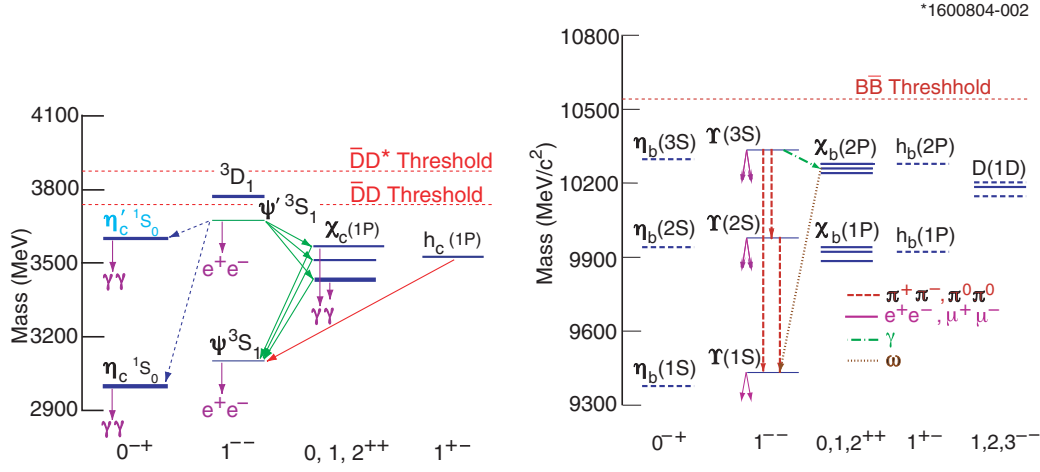 *1600804-002
4100
3800
3500
3200
2900
Mass (MeV)
D̅D* Threshold
D̅D Threshold
³D₁
ψ′ ³S₁
η′c ¹S₀
χc(1P)
hc(1P)
e⁺e⁻
γγ
γγ
ψ³S₁
ηc ¹S₀
e⁺e⁻
γγ
0⁻⁺
1⁻⁻
0, 1, 2⁺⁺
1⁺⁻
10800
10500
10200
9900
9600
9300
Mass (MeV/c²)
BB̅ Threshhold
ηb(3S)
ϒ(3S)
χb(2P)
hb(2P)
D(1D)
ηb(2S)
ϒ(2S)
χb(1P)
hb(1P)
π⁺π⁻, π⁰π⁰
e⁺e⁻, μ⁺μ⁻
γ
ω
ηb(1S)
ϒ(1S)
0⁻⁺
1⁻⁻
0,1,2⁺⁺
1⁺⁻
1,2,3⁻⁻